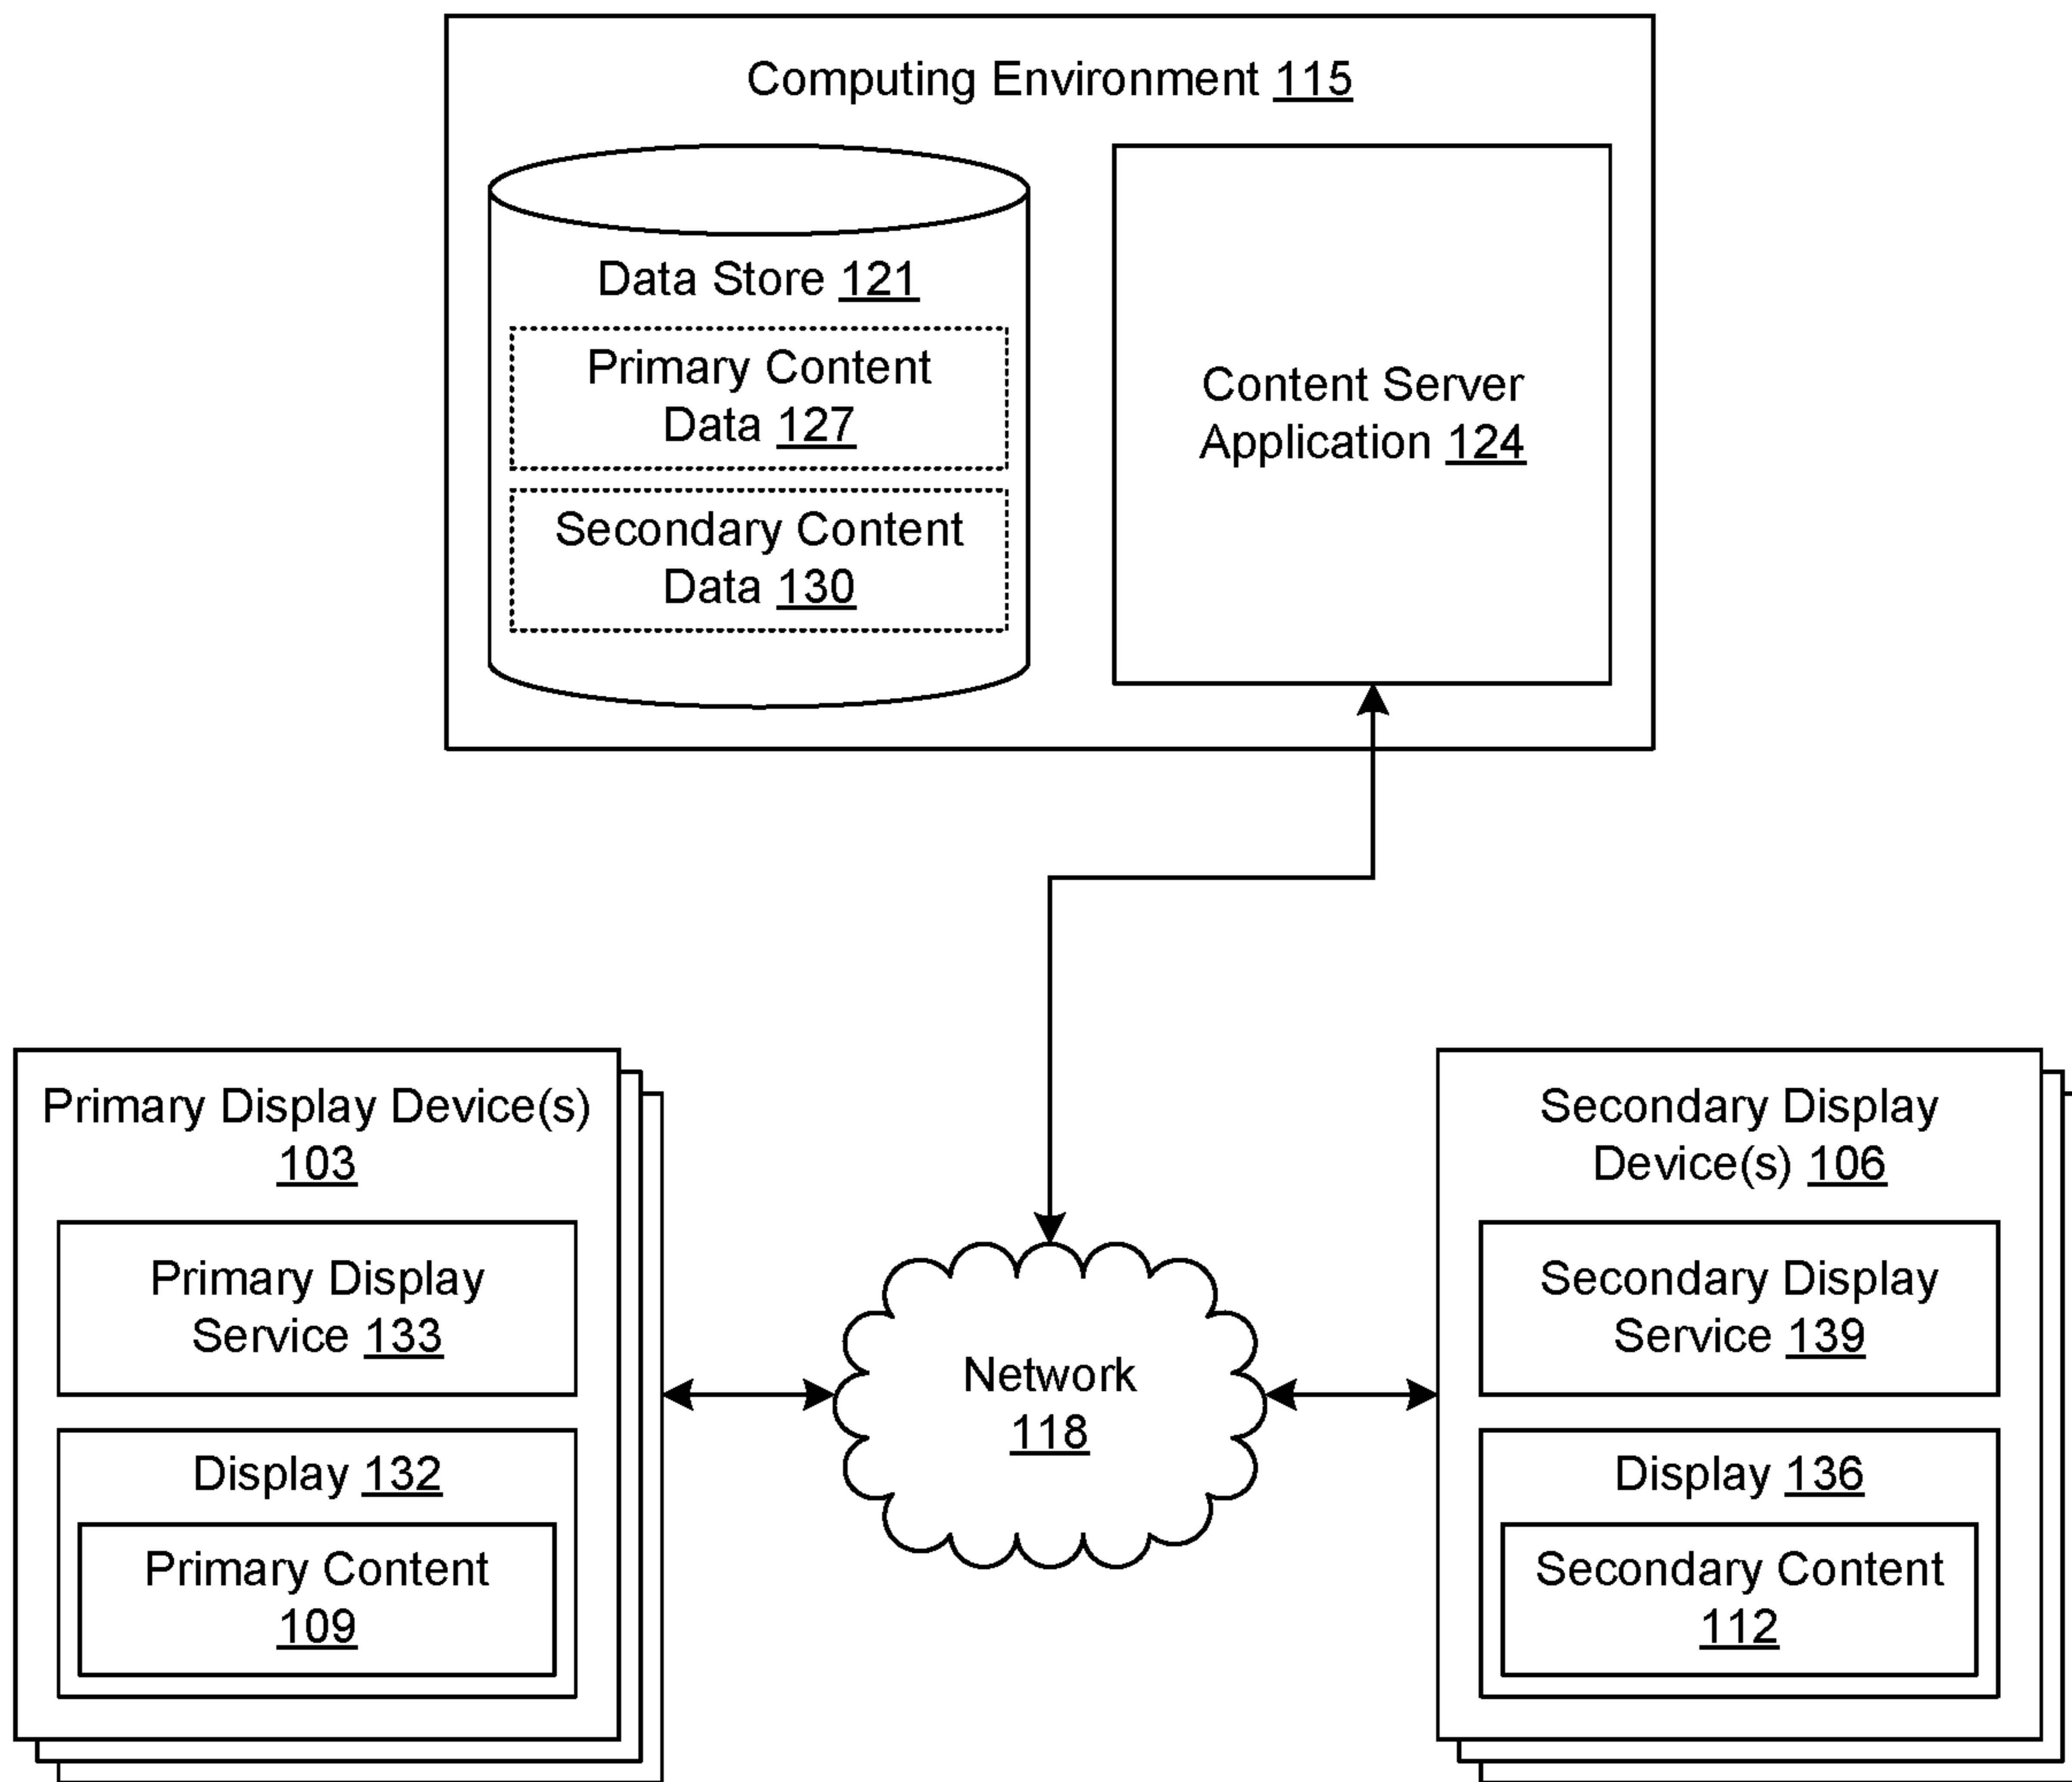 Computing Environment 115
Data Store 121
Primary Content
Data 127
Secondary Content
Data 130
Content Server
Application 124
Primary Display Device(s)
103
Primary Display
Service 133
Display 132
Primary Content
109
Network
118
Secondary Display
Device(s) 106
Secondary Display
Service 139
Display 136
Secondary Content
112